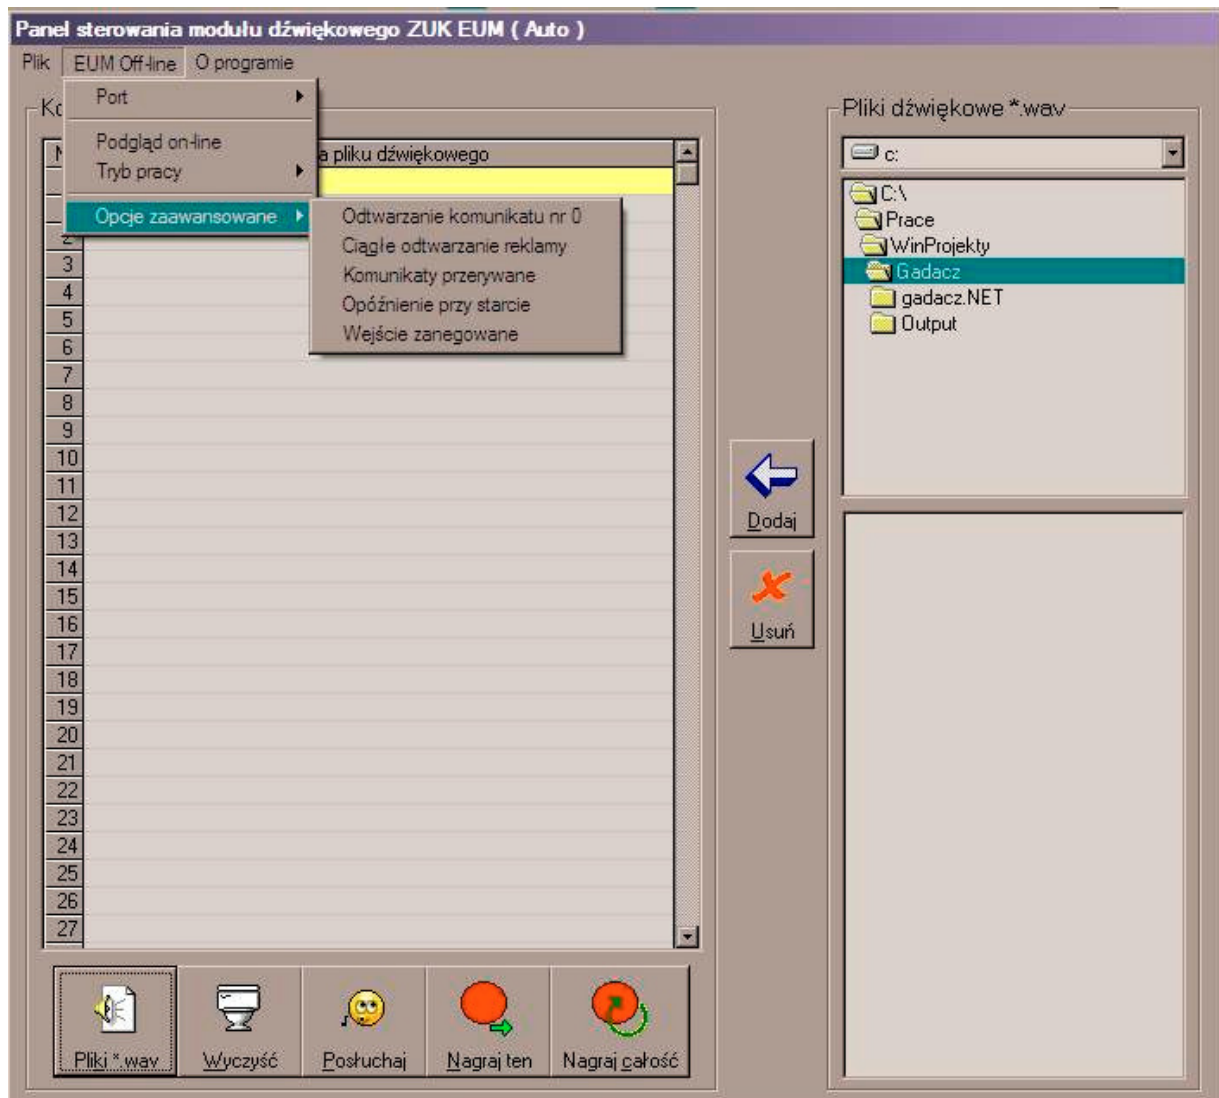 Panel sterowania modułu dźwiękowego ZUK EUM ( Auto )
Plik EUM Off-line O programie
Port
Podgląd on-line
Tryb pracy
Opcje zaawansowane
Odtwarzanie komunikatu nr 0
Ciągłe odtwarzanie reklamy
Komunikaty przerywane
Opóźnienie przy starcie
Wejście zanegowane
a pliku dźwiękowego
2
3
4
5
6
7
8
9
10
11
12
13
14
15
16
17
18
19
20
21
22
23
24
25
26
27
Dodaj
Usuń
Pliki dźwiękowe *.wav
c:
C:\
Prace
WinProjekty
Gadacz
gadacz.NET
Output
Pliki *.wav
Wyczyść
Posłuchaj
Nagraj ten
Nagraj całość